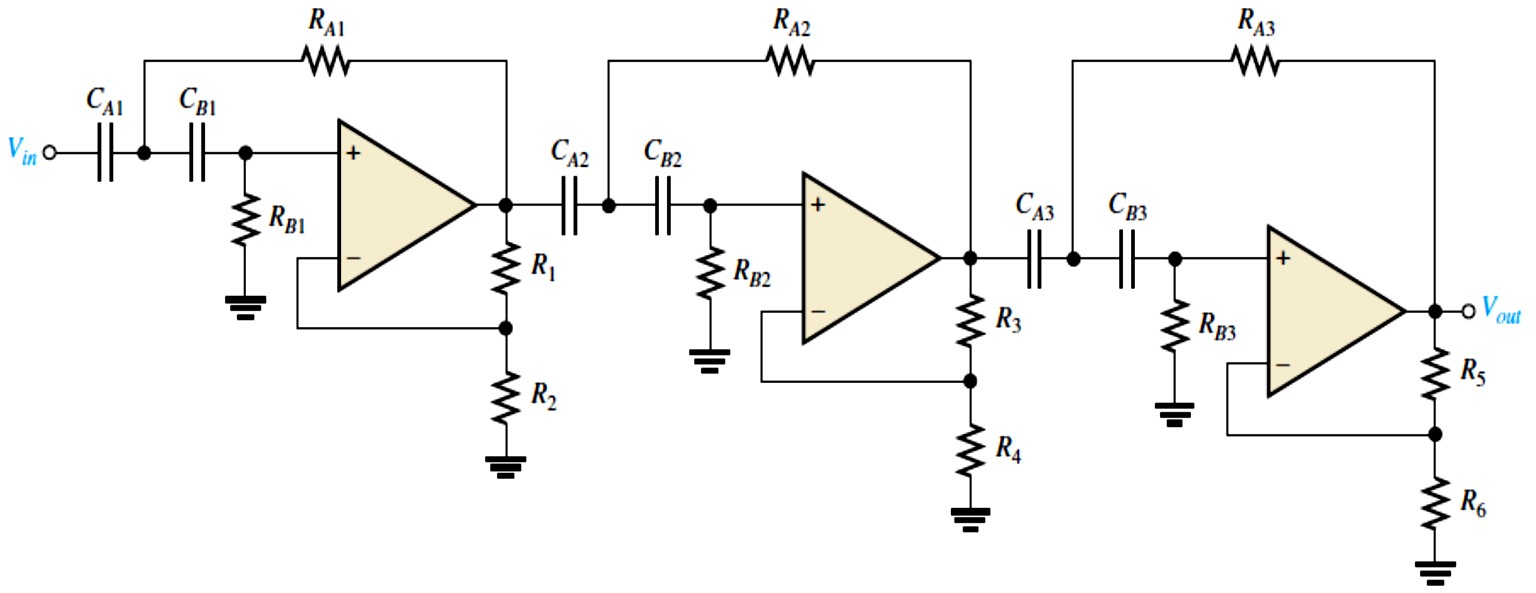 R_A1
R_A2
R_A3
C_A1
C_B1
V_in
+
R_B1
−
R_1
R_2
C_A2
C_B2
+
R_B2
−
R_3
R_4
C_A3
C_B3
+
R_B3
−
V_out
R_5
R_6